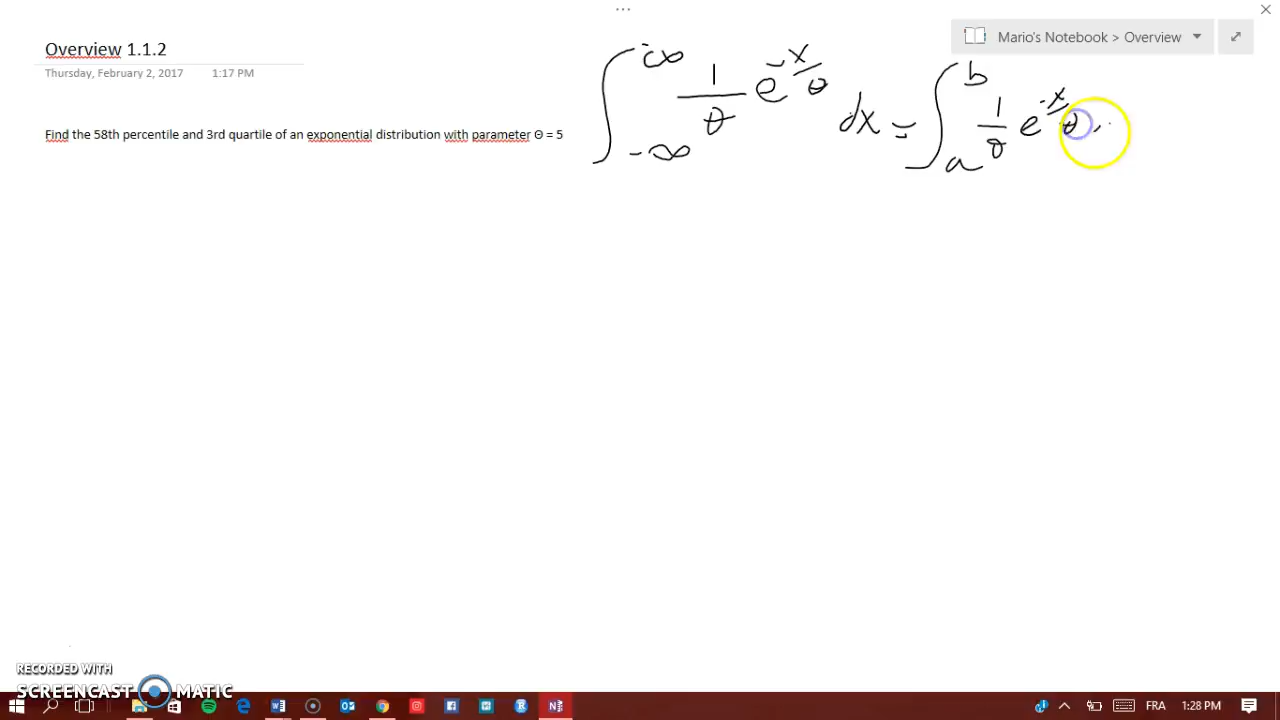 ...
Mario's Notebook > Overview
Overview 1.1.2
Thursday, February 2, 2017 1:17 PM
Find the 58th percentile and 3rd quartile of an exponential distribution with parameter Θ = 5
∫_{-∞}^{+∞} 1/θ e^{-x/θ} dx = ∫_a^b 1/θ e^{-x/θ}
RECORDED WITH
SCREENCAST MATIC
FRA 1:28 PM